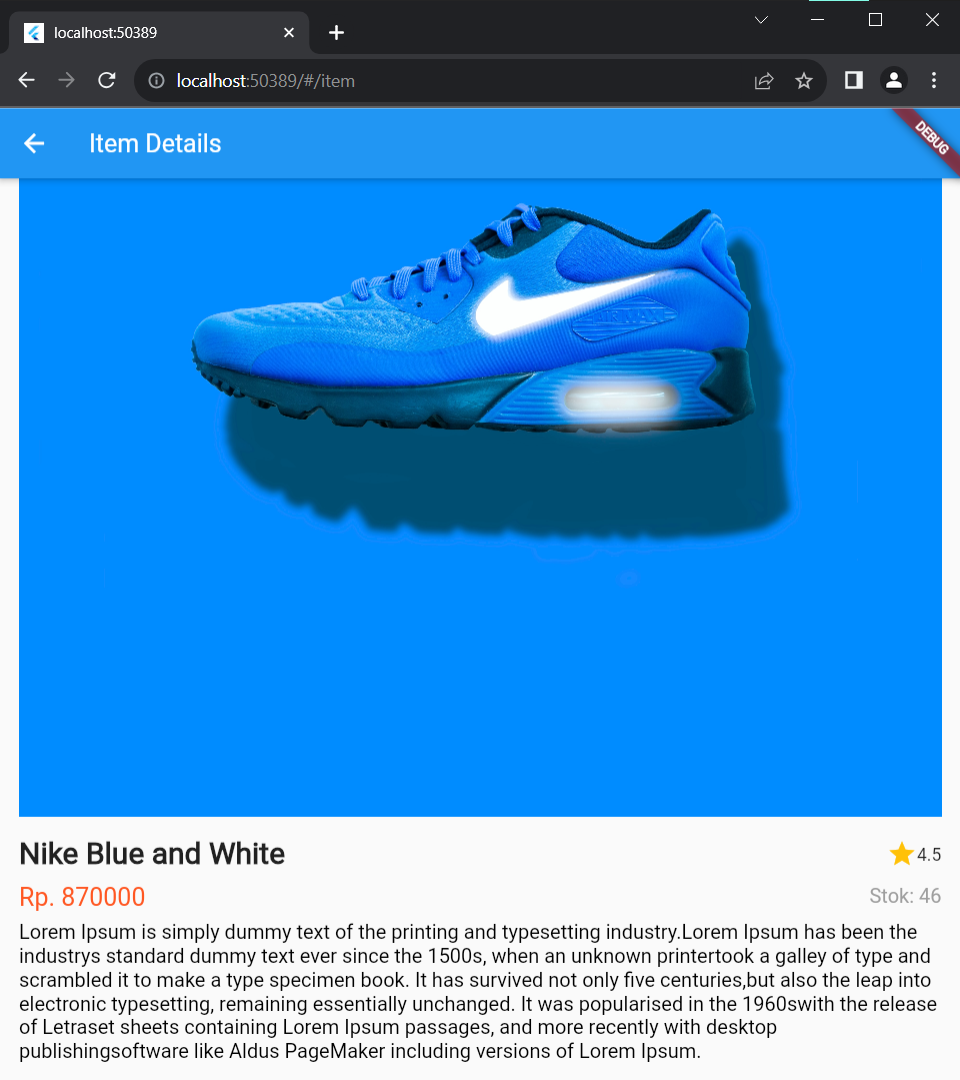 localhost:50389
localhost:50389/#/item
Item Details
DEBUG
AIR MAX
Nike Blue and White
4.5
Rp. 870000
Stok: 46
Lorem Ipsum is simply dummy text of the printing and typesetting industry.Lorem Ipsum has been the
industrys standard dummy text ever since the 1500s, when an unknown printertook a galley of type and
scrambled it to make a type specimen book. It has survived not only five centuries,but also the leap into
electronic typesetting, remaining essentially unchanged. It was popularised in the 1960swith the release
of Letraset sheets containing Lorem Ipsum passages, and more recently with desktop
publishingsoftware like Aldus PageMaker including versions of Lorem Ipsum.